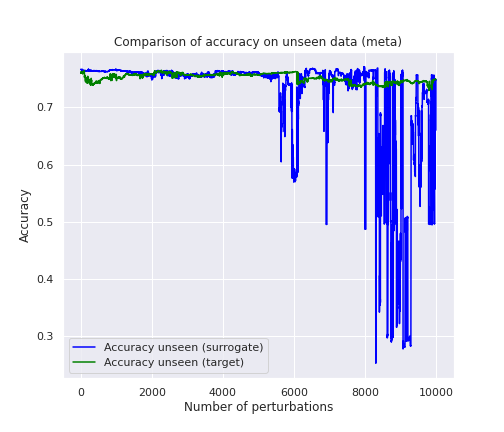 Comparison of accuracy on unseen data (meta)
0.7
0.6
0.5
0.4
0.3
Accuracy
Accuracy unseen (surrogate)
Accuracy unseen (target)
0 2000 4000 6000 8000 10000
Number of perturbations